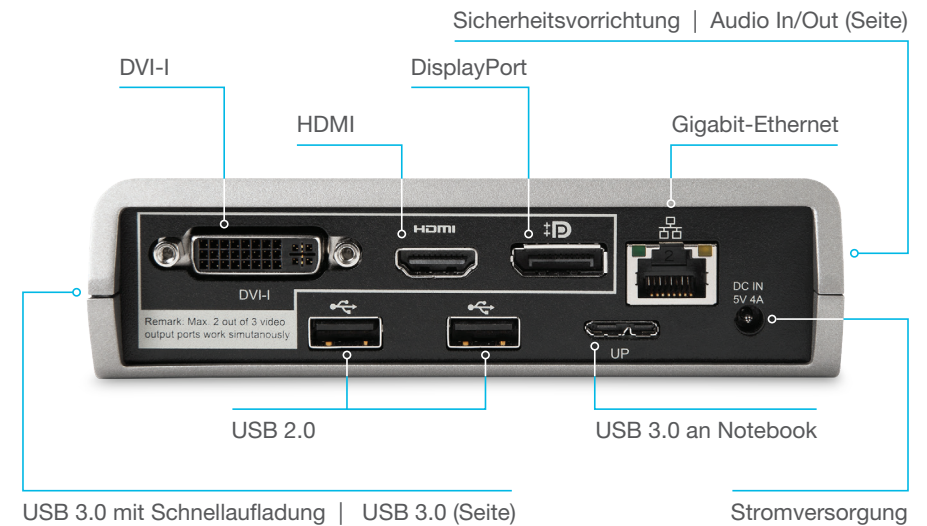 Sicherheitsvorrichtung | Audio In/Out (Seite)
DVI-I
DisplayPort
HDMI
Gigabit-Ethernet
HDMI
DVI-I
DC IN
5V 4A
Remark: Max. 2 out of 3 video
output ports work simutanously
UP
USB 2.0
USB 3.0 an Notebook
USB 3.0 mit Schnellaufladung | USB 3.0 (Seite)
Stromversorgung